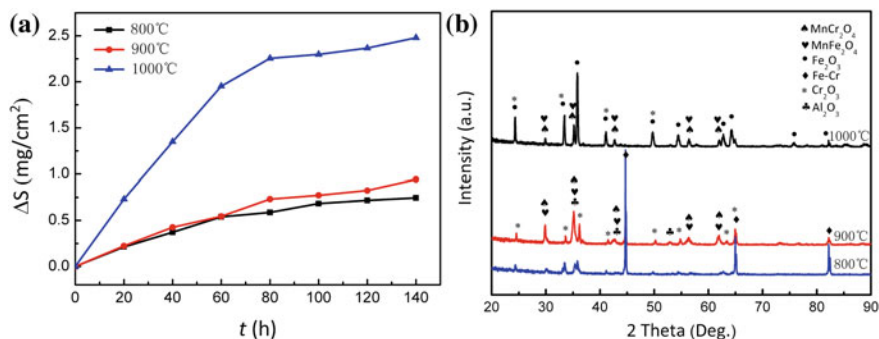 (a)
800℃
900℃
1000℃
ΔS (mg/cm²)
2.5
2.0
1.5
1.0
0.5
0.0
0 20 40 60 80 100 120 140
t (h)
(b)
MnCr₂O₄
MnFe₂O₄
Fe₂O₃
Fe-Cr
Cr₂O₃
Al₂O₃
Intensity (a.u.)
1000℃
900℃
800℃
20 30 40 50 60 70 80 90
2 Theta (Deg.)